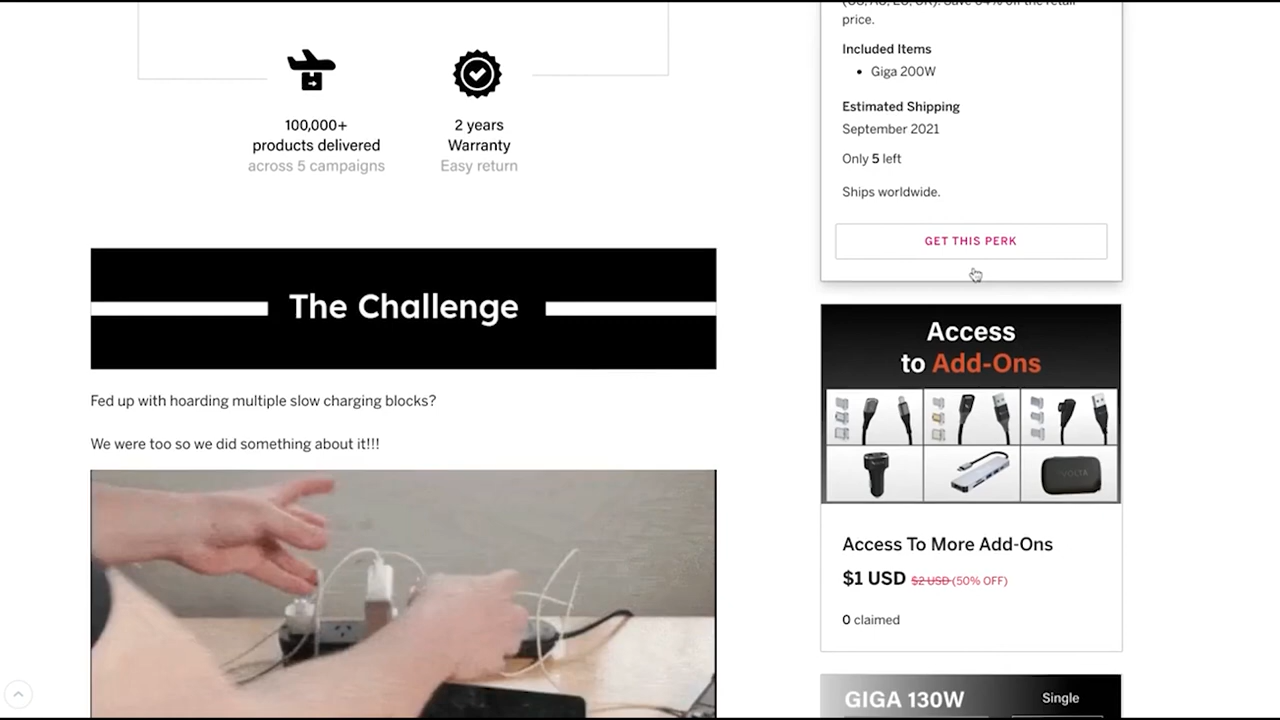 100,000+
products delivered
across 5 campaigns
2 years
Warranty
Easy return
The Challenge
Fed up with hoarding multiple slow charging blocks?
We were too so we did something about it!!!
price.
Included Items
• Giga 200W
Estimated Shipping
September 2021
Only 5 left
Ships worldwide.
GET THIS PERK
Access
to Add-Ons
VOLTA
Access To More Add-Ons
$1 USD $2 USD (50% OFF)
0 claimed
GIGA 130W
Single